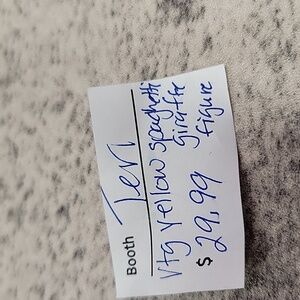 Booth Teri
Vtg yellow spaghetti
giraffe
figure
$ 29.99